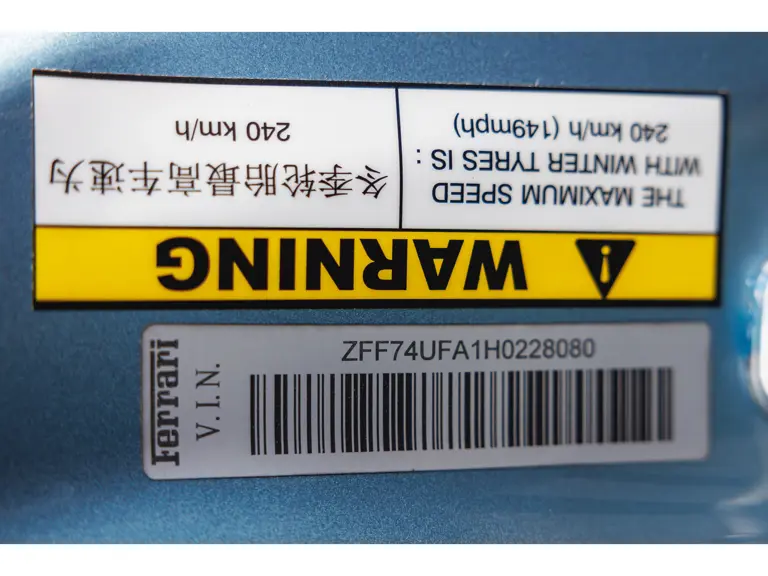 WARNING
THE MAXIMUM SPEED
WITH WINTER TYRES IS :
240 km/h (149mph)
冬季轮胎最高车速为
240 km/h
Ferrari
V.I.N.
ZFF74UFA1H0228080